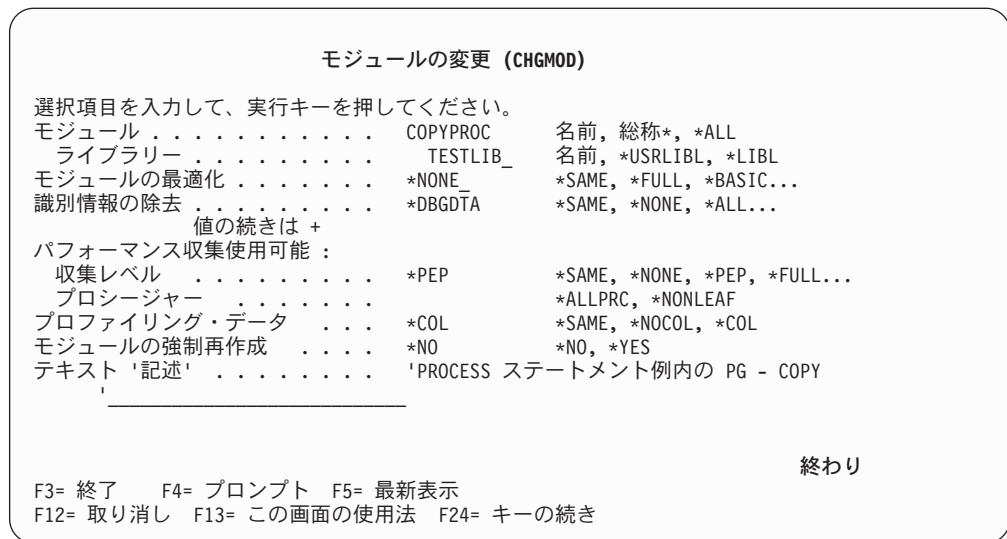 モジュールの変更 (CHGMOD)
選択項目を入力して、実行キーを押してください。
モジュール . . . . . . . . . . . COPYPROC 名前, 総称*, *ALL
ライブラリー . . . . . . . . . TESTLIB_ 名前, *USRLIBL, *LIBL
モジュールの最適化 . . . . . . . *NONE_ *SAME, *FULL, *BASIC...
識別情報の除去 . . . . . . . . . *DBGDTA *SAME, *NONE, *ALL...
値の続きは +
パフォーマンス収集使用可能 :
収集レベル . . . . . . . . . *PEP *SAME, *NONE, *PEP, *FULL...
プロシージャー . . . . . . . *ALLPRC, *NONLEAF
プロファイリング・データ . . . *COL *SAME, *NOCOL, *COL
モジュールの強制再作成 . . . . *NO *NO, *YES
テキスト '記述' . . . . . . . . 'PROCESS ステートメント例内の PG - COPY
'____________________________
終わり
F3= 終了 F4= プロンプト F5= 最新表示
F12= 取り消し F13= この画面の使用法 F24= キーの続き